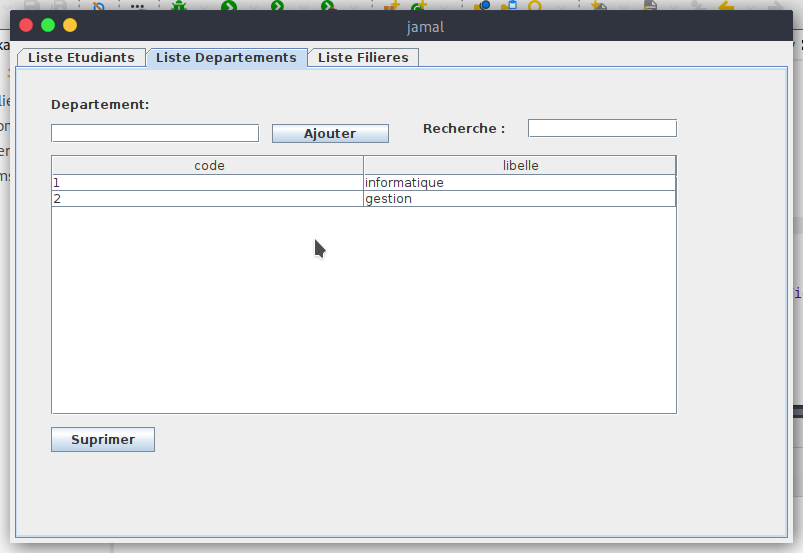 jamal
Liste Etudiants Liste Departements Liste Filieres
Departement:
Ajouter Recherche :
code libelle
1 informatique
2 gestion
Suprimer